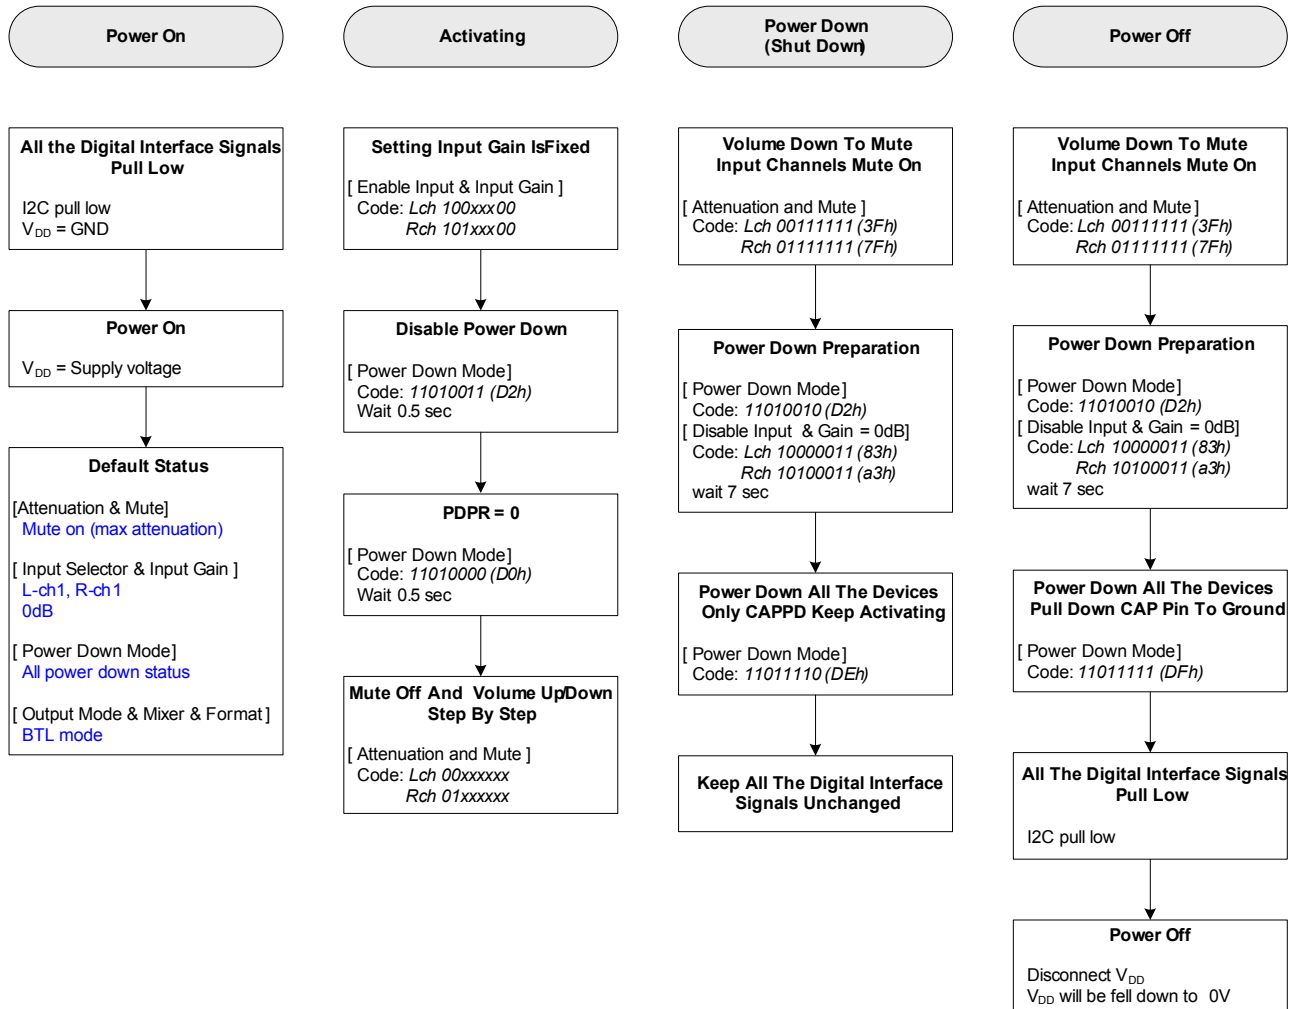 Power On
All the Digital Interface Signals
Pull Low
I2C pull low
VDD = GND
Power On
VDD = Supply voltage
Default Status
[Attenuation & Mute]
Mute on (max attenuation)
[ Input Selector & Input Gain ]
L-ch1, R-ch1
0dB
[ Power Down Mode]
All power down status
[ Output Mode & Mixer & Format ]
BTL mode
Activating
Setting Input Gain IsFixed
[ Enable Input & Input Gain ]
Code: Lch 100xxx00
Rch 101xxx00
Disable Power Down
[ Power Down Mode]
Code: 11010011 (D2h)
Wait 0.5 sec
PDPR = 0
[ Power Down Mode]
Code: 11010000 (D0h)
Wait 0.5 sec
Mute Off And Volume Up/Down
Step By Step
[ Attenuation and Mute ]
Code: Lch 00xxxxxx
Rch 01xxxxxx
Power Down
(Shut Down)
Volume Down To Mute
Input Channels Mute On
[ Attenuation and Mute ]
Code: Lch 00111111 (3Fh)
Rch 01111111 (7Fh)
Power Down Preparation
[ Power Down Mode]
Code: 11010010 (D2h)
[ Disable Input & Gain = 0dB]
Code: Lch 10000011 (83h)
Rch 10100011 (a3h)
wait 7 sec
Power Down All The Devices
Only CAPPD Keep Activating
[ Power Down Mode]
Code: 11011110 (DEh)
Keep All The Digital Interface
Signals Unchanged
Power Off
Volume Down To Mute
Input Channels Mute On
[ Attenuation and Mute ]
Code: Lch 00111111 (3Fh)
Rch 01111111 (7Fh)
Power Down Preparation
[ Power Down Mode]
Code: 11010010 (D2h)
[ Disable Input & Gain = 0dB]
Code: Lch 10000011 (83h)
Rch 10100011 (a3h)
wait 7 sec
Power Down All The Devices
Pull Down CAP Pin To Ground
[ Power Down Mode]
Code: 11011111 (DFh)
All The Digital Interface Signals
Pull Low
I2C pull low
Power Off
Disconnect VDD
VDD will be fell down to 0V